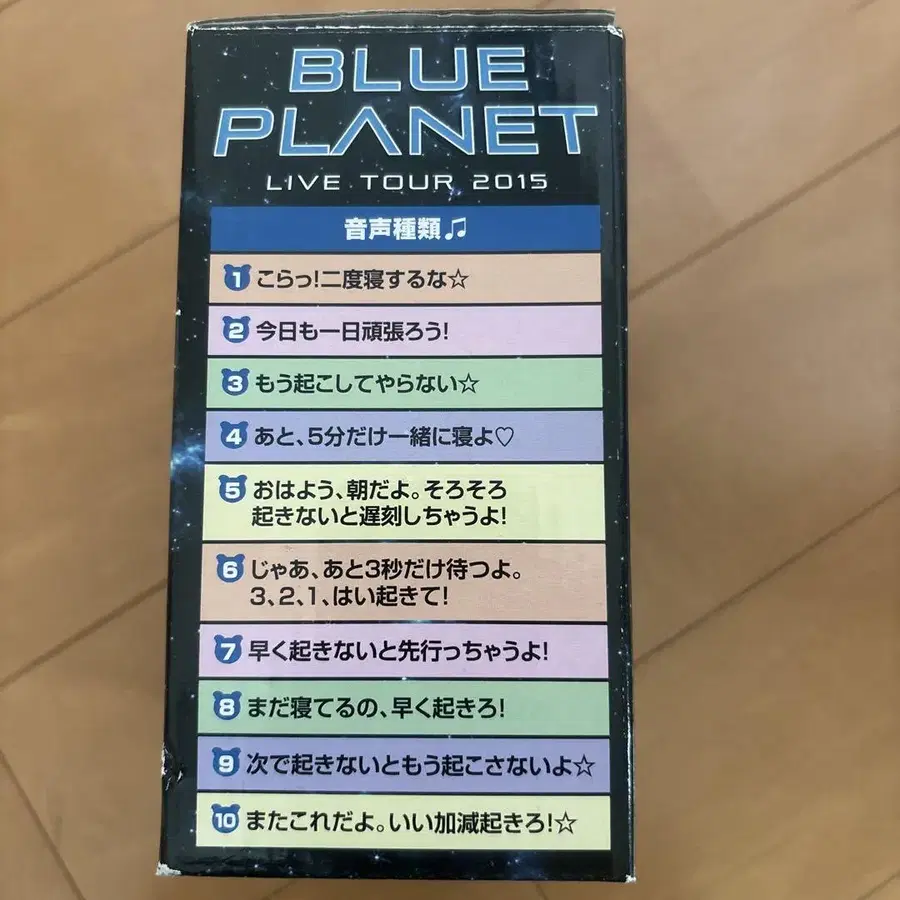 BLUE
PLANET
LIVE TOUR 2015
音声種類♫
1 こらっ!二度寝するな☆
2 今日も一日頑張ろう!
3 もう起こしてやらない☆
4 あと、5分だけ一緒に寝よ♡
5 おはよう、朝だよ。そろそろ
起きないと遅刻しちゃうよ!
6 じゃあ、あと3秒だけ待つよ。
3、2、1、はい起きて!
7 早く起きないと先行っちゃうよ!
8 まだ寝てるの、早く起きろ!
9 次で起きないともう起こさないよ☆
10 またこれだよ。いい加減起きろ!☆